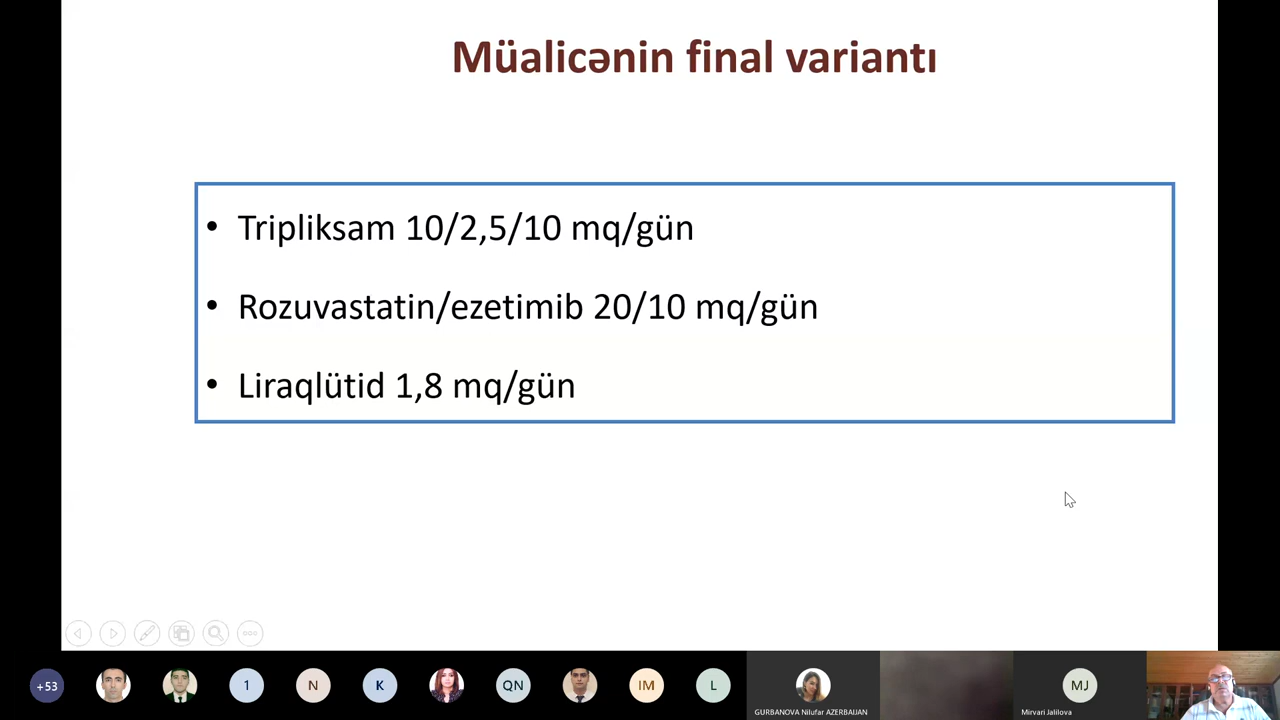 Müalicənin final variantı
• Tripliksam 10/2,5/10 mq/gün
• Rozuvastatin/ezetimib 20/10 mq/gün
• Liraqlütid 1,8 mq/gün
+53
1
N
K
QN
IM
L
MJ
GURBANOVA Nilufar AZERBAIJAN
Mirvari Jalilova